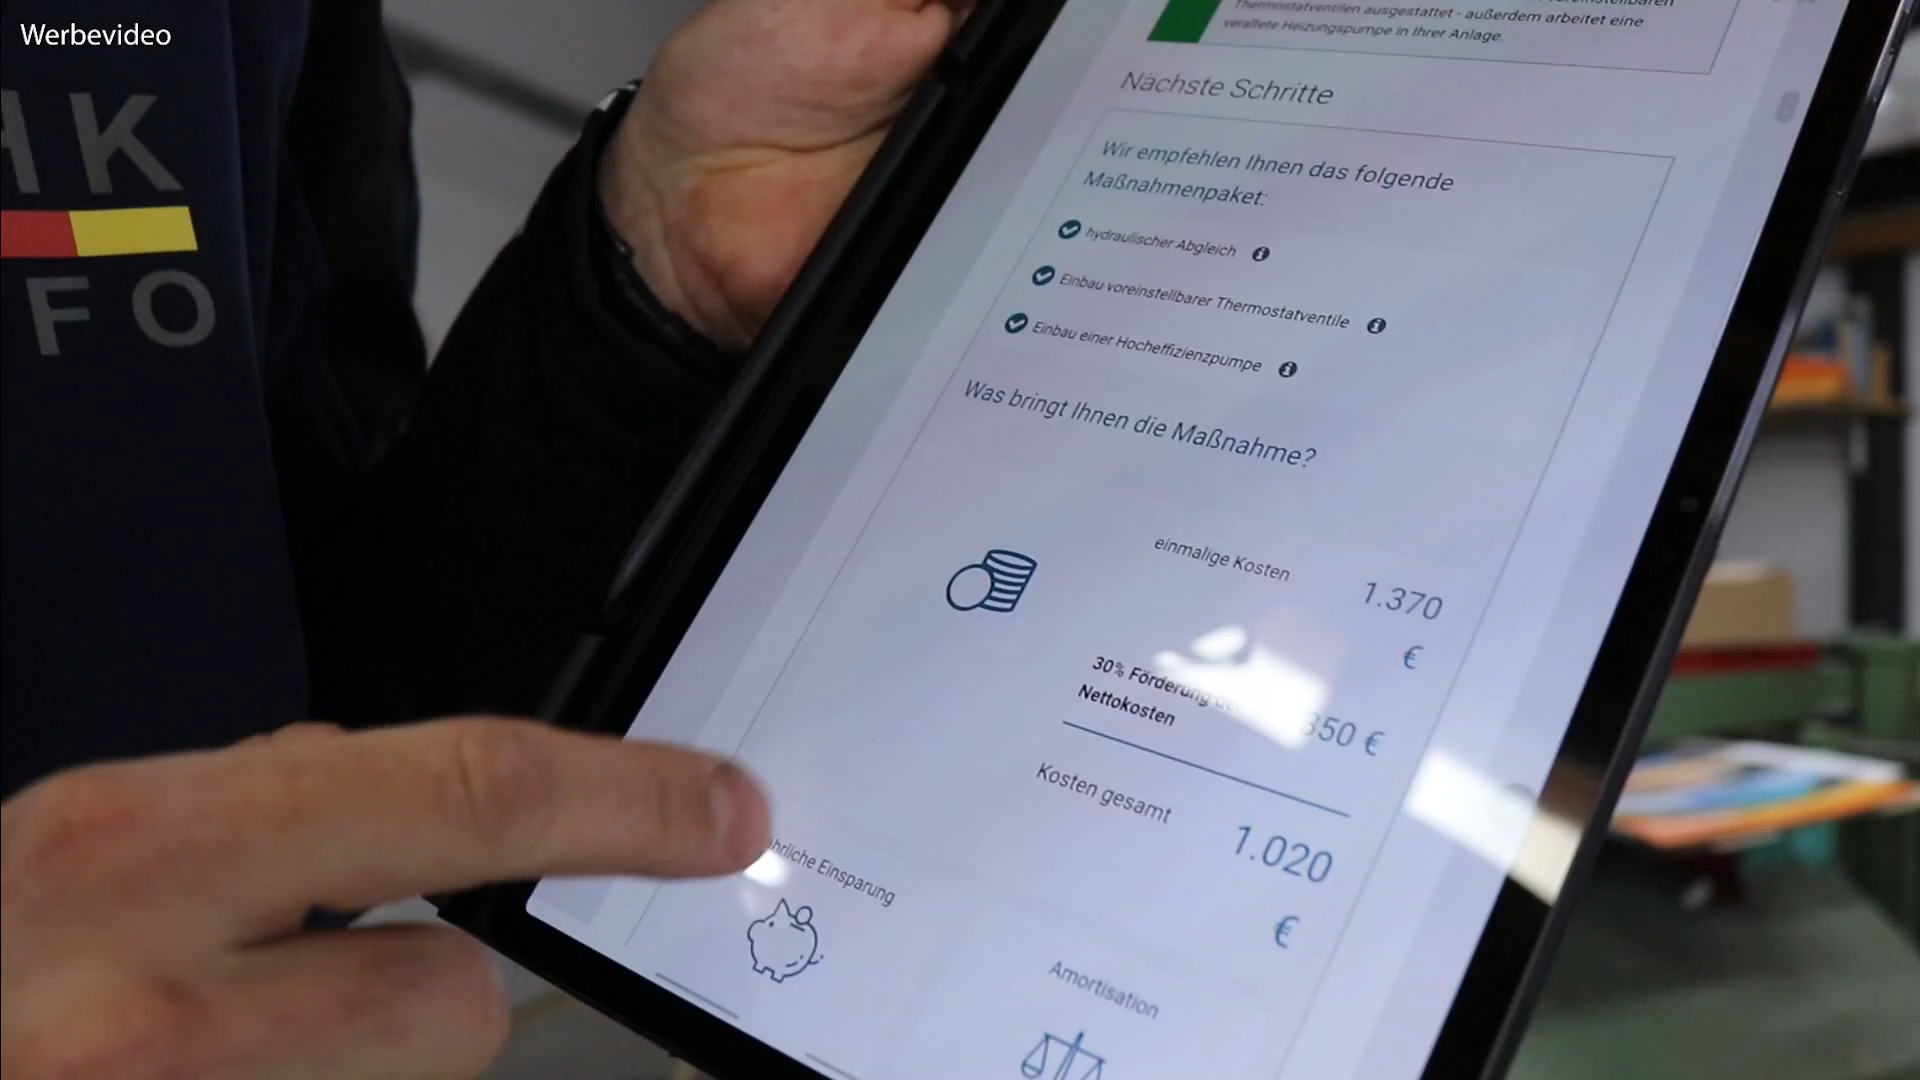 Werbevideo
HK
FO
Thermostatventilen ausgestattet - außerdem arbeitet eine
veraltete Heizungspumpe in Ihrer Anlage.
Nächste Schritte
Wir empfehlen Ihnen das folgende
Maßnahmenpaket:
hydraulischer Abgleich
Einbau voreinstellbarer Thermostatventile
Einbau einer Hocheffizienzpumpe
Was bringt Ihnen die Maßnahme?
einmalige Kosten 1.370
€
30% Förderung
Nettokosten 350 €
Kosten gesamt 1.020
€
Einsparung
Amortisation